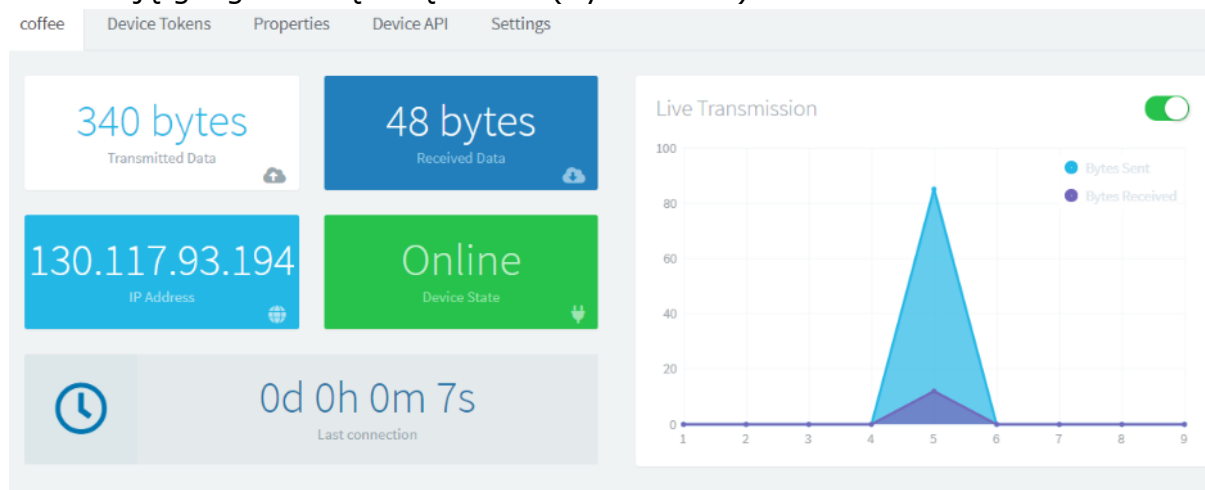 coffee Device Tokens Properties Device API Settings
340 bytes
Transmitted Data
48 bytes
Received Data
130.117.93.194
IP Address
Online
Device State
0d 0h 0m 7s
Last connection
Live Transmission
100
80
60
40
20
0
Bytes Sent
Bytes Received
1 2 3 4 5 6 7 8 9